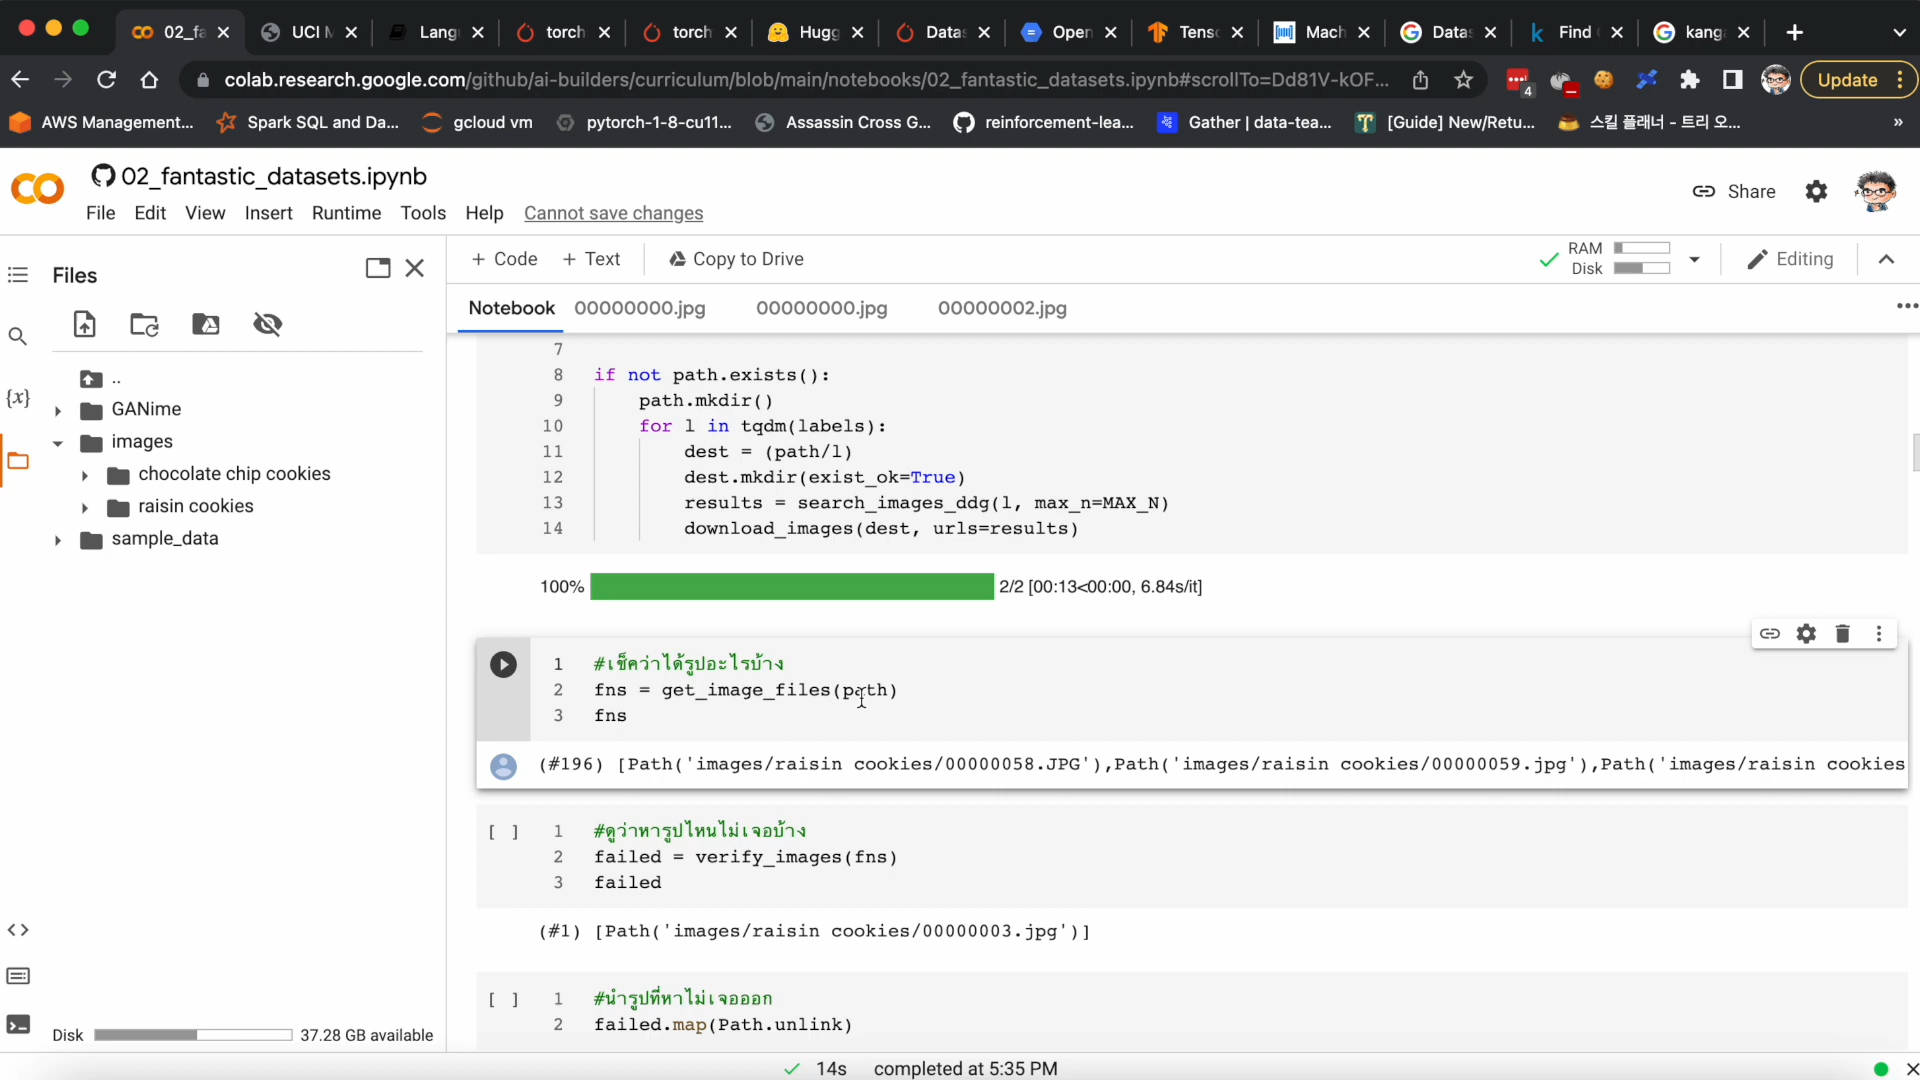 02_fa
UCI M
Lang
torch
torch
Hugg
Datas
Open
Tenso
Mach
Datas
Find
kang
colab.research.google.com/github/ai-builders/curriculum/blob/main/notebooks/02_fantastic_datasets.ipynb#scrollTo=Dd81V-kOF...
4
Update
AWS Management...
Spark SQL and Da...
gcloud vm
pytorch-1-8-cu11...
Assassin Cross G...
reinforcement-lea...
Gather | data-tea...
[Guide] New/Retu...
스킬 플래너 - 트리 오...
»
02_fantastic_datasets.ipynb
File Edit View Insert Runtime Tools Help Cannot save changes
Share
Files
+ Code + Text Copy to Drive
RAM
Disk
Editing
Notebook 00000000.jpg 00000000.jpg 00000002.jpg
..
GANime
images
chocolate chip cookies
raisin cookies
sample_data
{x}
Disk 37.28 GB available
7
8 if not path.exists():
9 path.mkdir()
10 for l in tqdm(labels):
11 dest = (path/l)
12 dest.mkdir(exist_ok=True)
13 results = search_images_ddg(l, max_n=MAX_N)
14 download_images(dest, urls=results)
100% 2/2 [00:13<00:00, 6.84s/it]
1 #เช็คว่าได้รูปอะไรบ้าง
2 fns = get_image_files(path)
3 fns
(#196) [Path('images/raisin cookies/00000058.JPG'),Path('images/raisin cookies/00000059.jpg'),Path('images/raisin cookies
[ ] 1 #ดูว่าหารูปไหนไม่เจอบ้าง
2 failed = verify_images(fns)
3 failed
(#1) [Path('images/raisin cookies/00000003.jpg')]
[ ] 1 #นำรูปที่หาไม่เจอออก
2 failed.map(Path.unlink)
14s completed at 5:35 PM